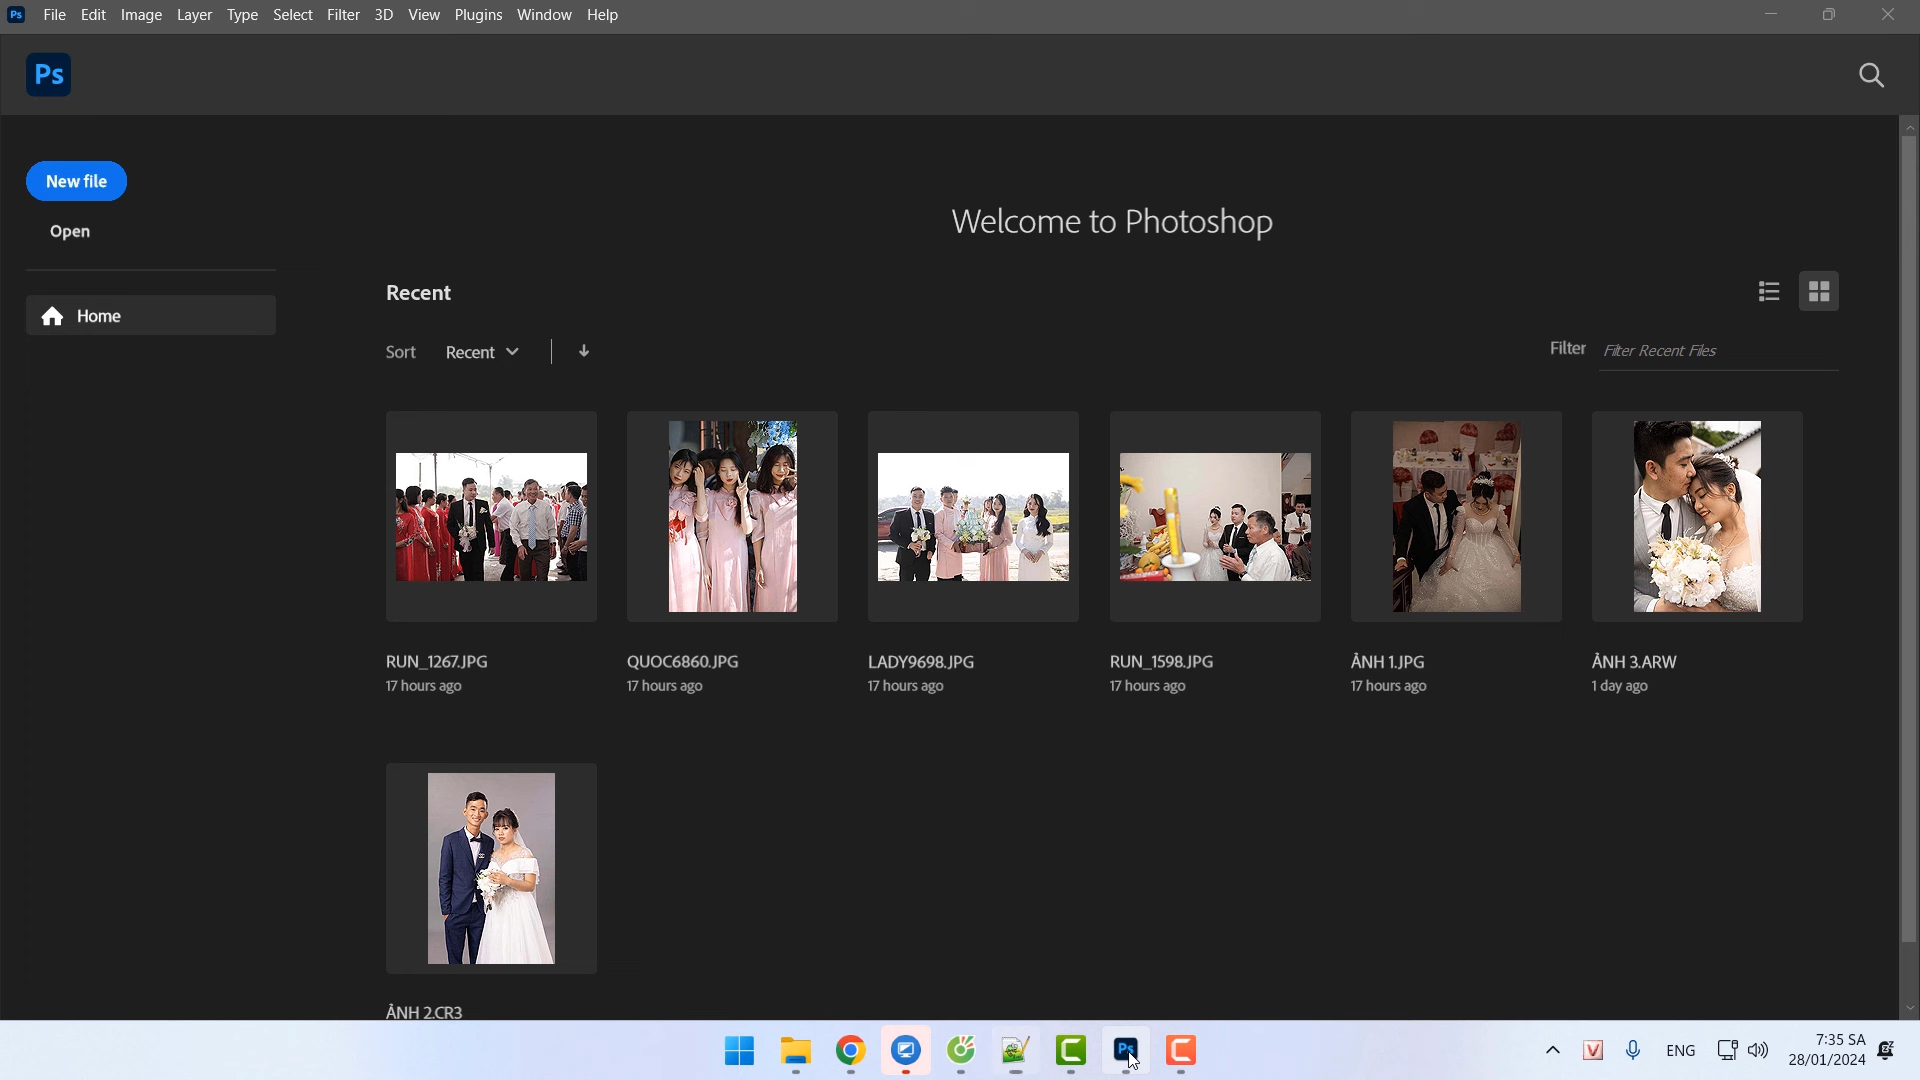 Ps File Edit Image Layer Type Select Filter 3D View Plugins Window Help
Ps
New file
Open
Home
Welcome to Photoshop
Recent
Sort Recent
Filter Filter Recent Files
RUN_1267.JPG
17 hours ago
QUOC6860.JPG
17 hours ago
LADY9698.JPG
17 hours ago
RUN_1598.JPG
17 hours ago
ẢNH 1.JPG
17 hours ago
ẢNH 3.ARW
1 day ago
ẢNH 2.CR3
Ps
V
ENG
7:35 SA
28/01/2024